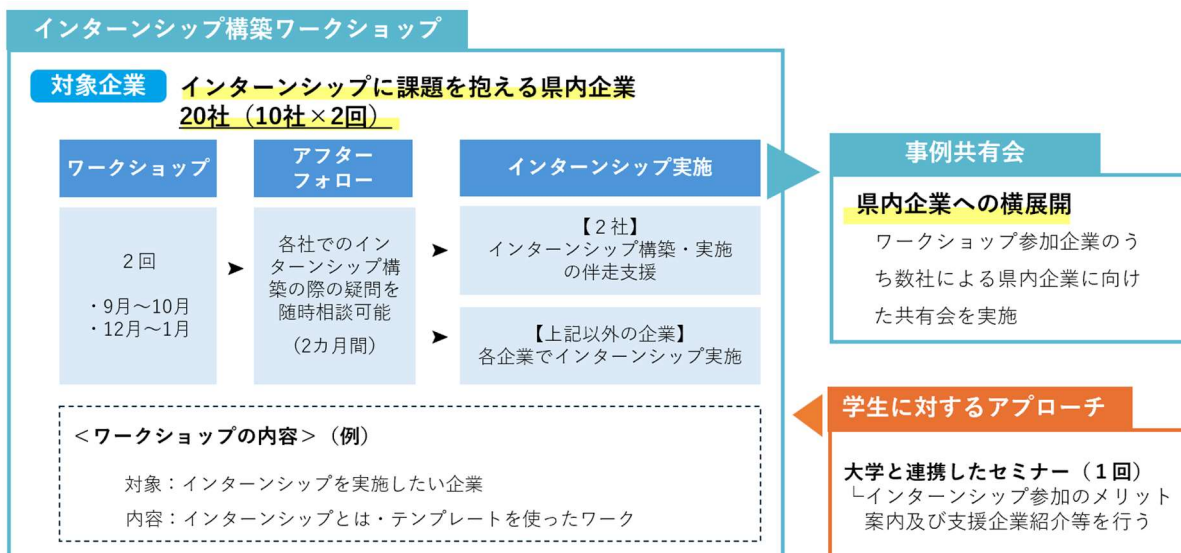 インターンシップ構築ワークショップ
対象企業
インターンシップに課題を抱える県内企業
20社（10社×2回）
ワークショップ
２回
・9月～10月
・12月～1月
アフター
フォロー
各社でのイン
ターンシップ構
築の際の疑問を
随時相談可能
（2カ月間）
インターンシップ実施
【２社】
インターンシップ構築・実施
の伴走支援
【上記以外の企業】
各企業でインターンシップ実施
＜ワークショップの内容＞（例）
対象：インターンシップを実施したい企業
内容：インターンシップとは・テンプレートを使ったワーク
事例共有会
県内企業への横展開
ワークショップ参加企業のう
ち数社による県内企業に向け
た共有会を実施
学生に対するアプローチ
大学と連携したセミナー（１回）
└インターンシップ参加のメリット
案内及び支援企業紹介等を行う